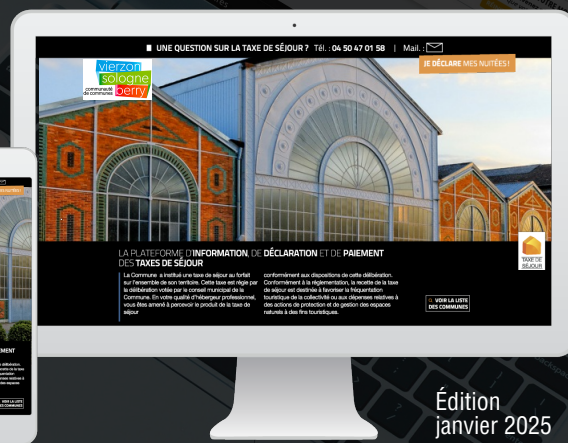 UNE QUESTION SUR LA TAXE DE SÉJOUR ? Tél. : 04 50 47 01 58 | Mail. :
JE DÉCLARE MES NUITÉES !
vierzon
sologne
communauté
de communes
berry
LA PLATEFORME D'INFORMATION, DE DÉCLARATION ET DE PAIEMENT
DES TAXES DE SÉJOUR
La Commune a institué une taxe de séjour au forfait
sur l'ensemble de son territoire. Cette taxe est régie par
la délibération votée par le conseil municipal de la
Commune. En votre qualité d'hébergeur professionnel,
vous êtes amené à percevoir le produit de la taxe de
séjour
conformément aux dispositions de cette délibération.
Conformément à la réglementation, la recette de la taxe
de séjour est destinée à favoriser la fréquentation
touristique de la collectivité ou aux dépenses relatives à
des actions de protection et de gestion des espaces
naturels à des fins touristiques.
TAXE DE
SÉJOUR
VOIR LA LISTE
DES COMMUNES
VOIR LA LISTE
DES COMMUNES
Édition
janvier 2025